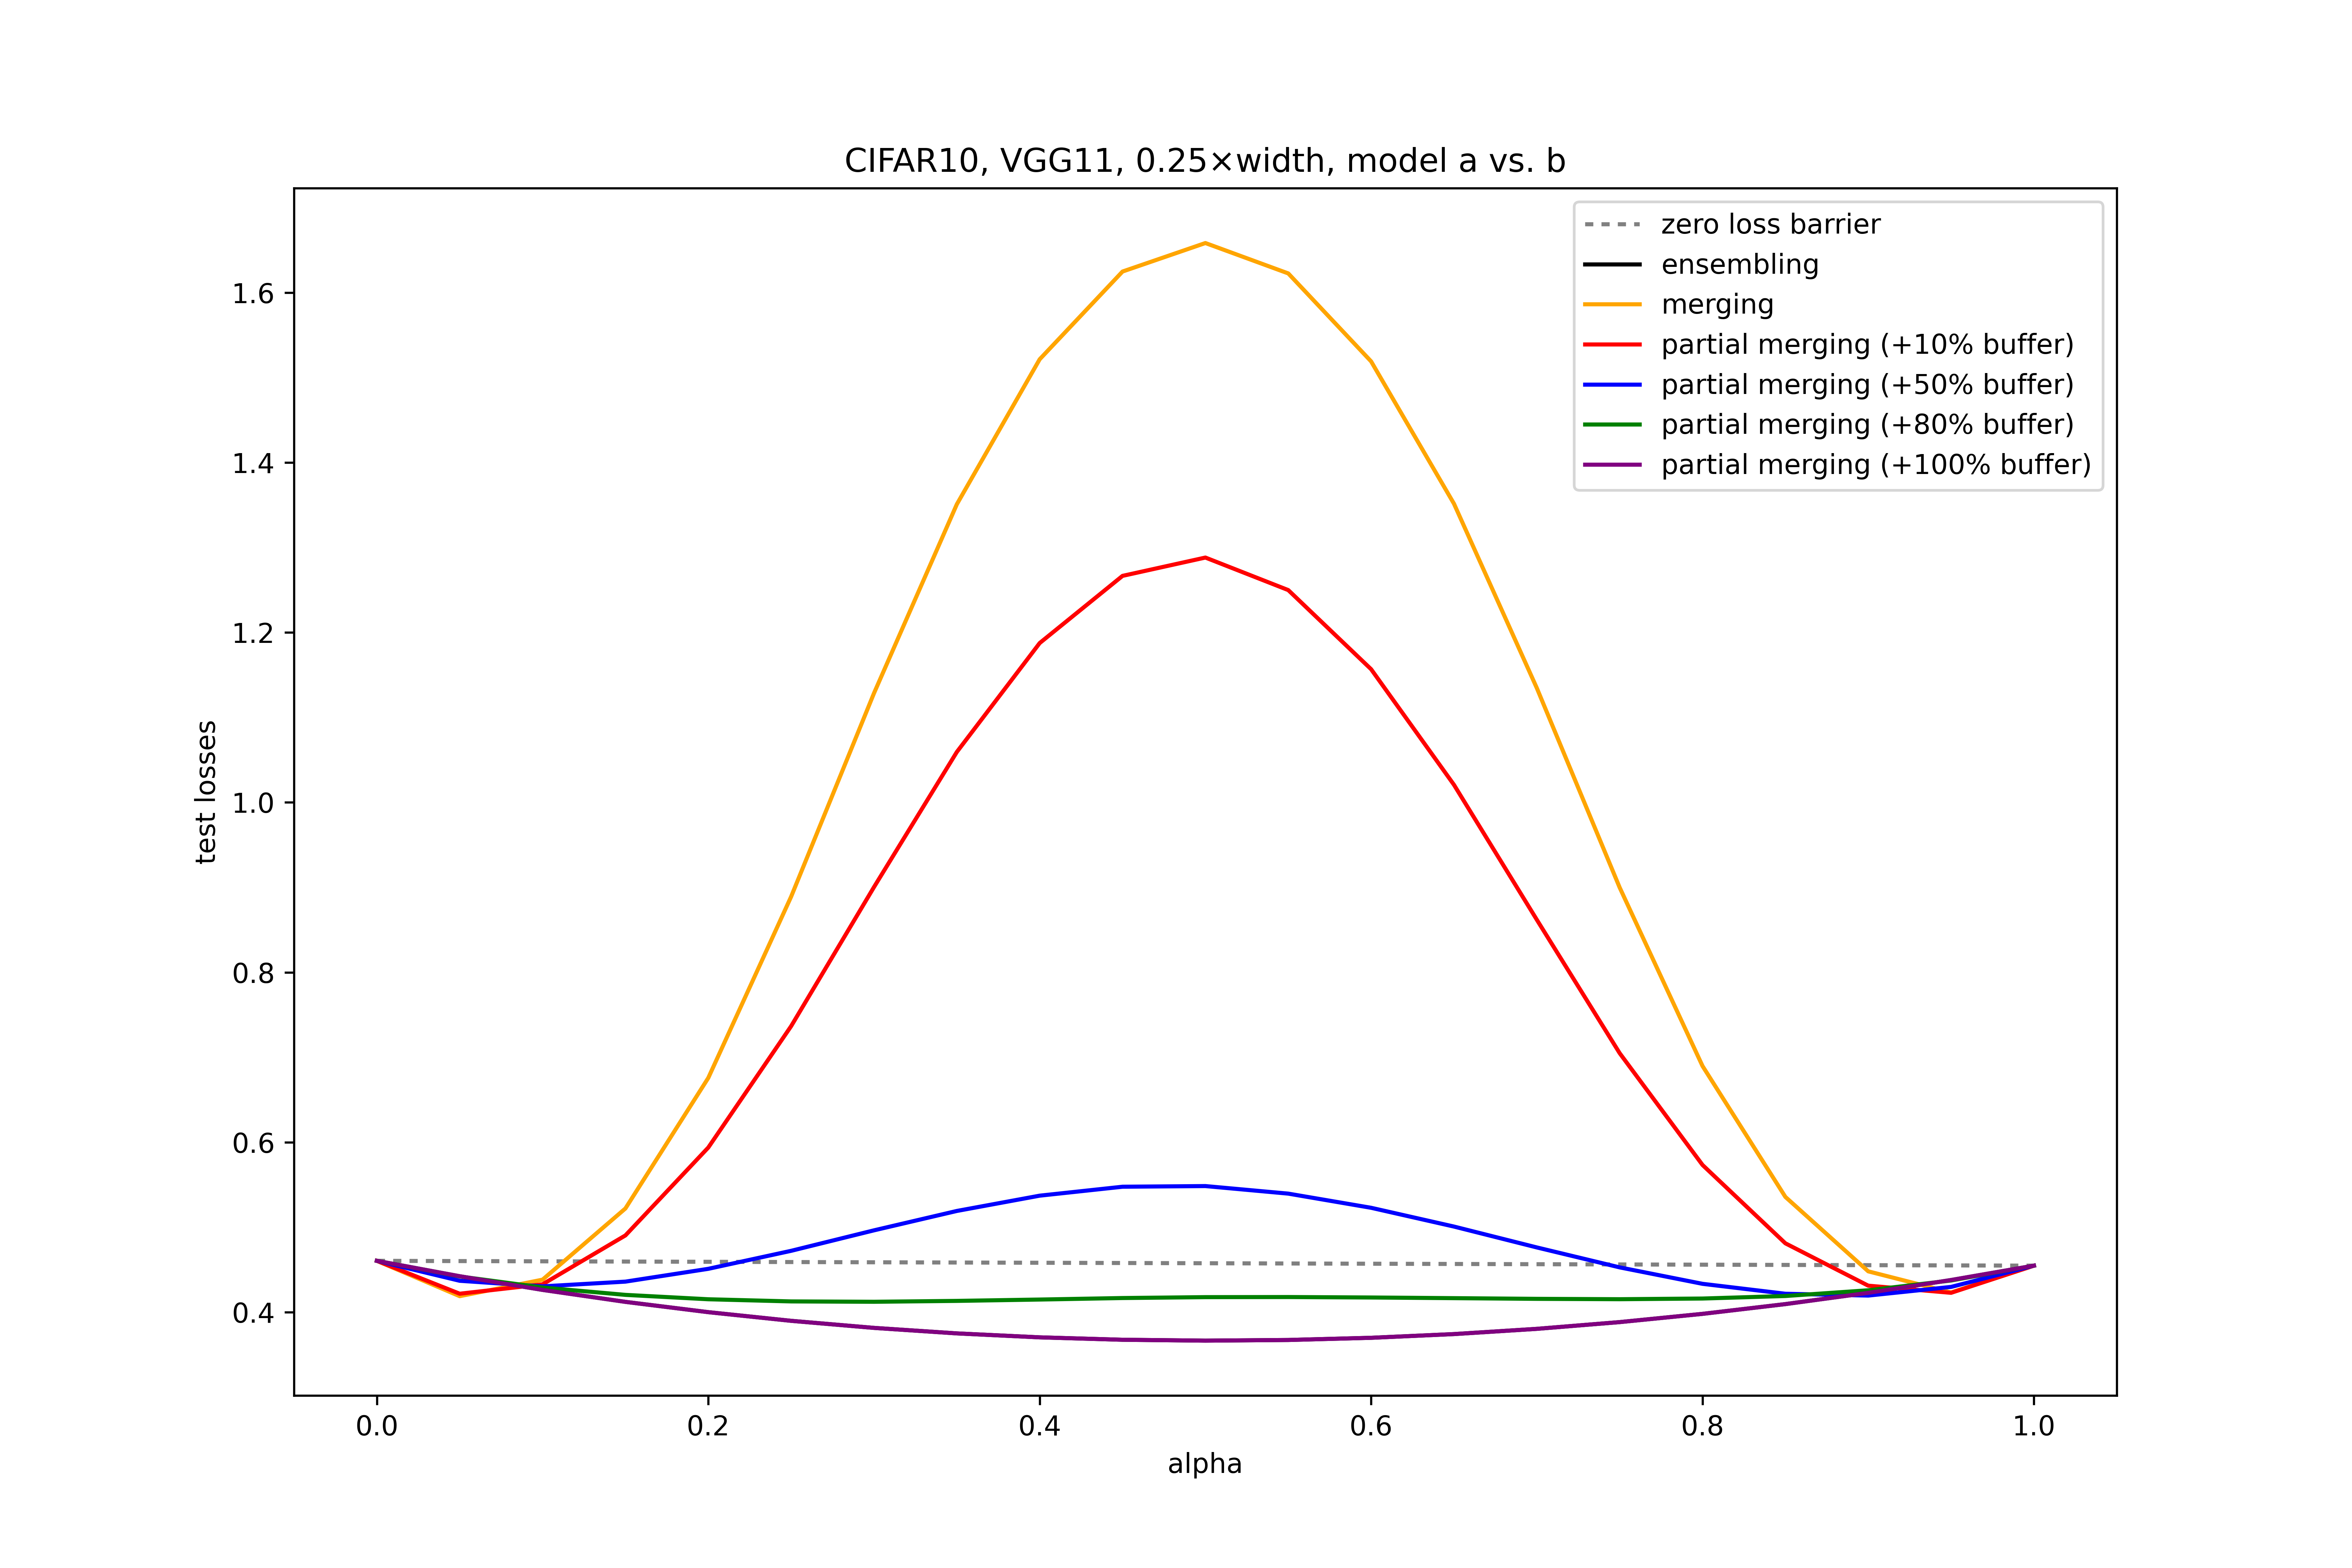 CIFAR10, VGG11, 0.25×width, model a vs. b
zero loss barrier
ensembling
merging
partial merging (+10% buffer)
partial merging (+50% buffer)
partial merging (+80% buffer)
partial merging (+100% buffer)
test losses
1.6
1.4
1.2
1.0
0.8
0.6
0.4
0.0 0.2 0.4 0.6 0.8 1.0
alpha